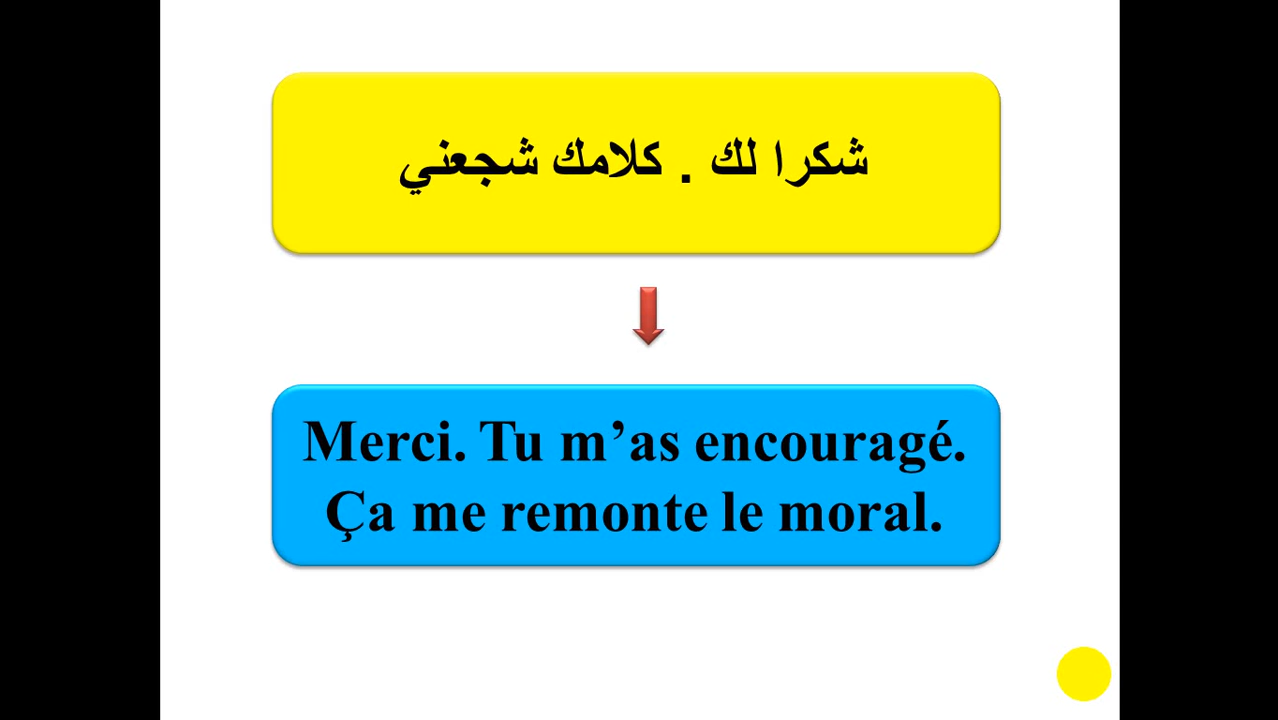 شكرا لك . كلامك شجعني
Merci. Tu m’as encouragé.
Ça me remonte le moral.